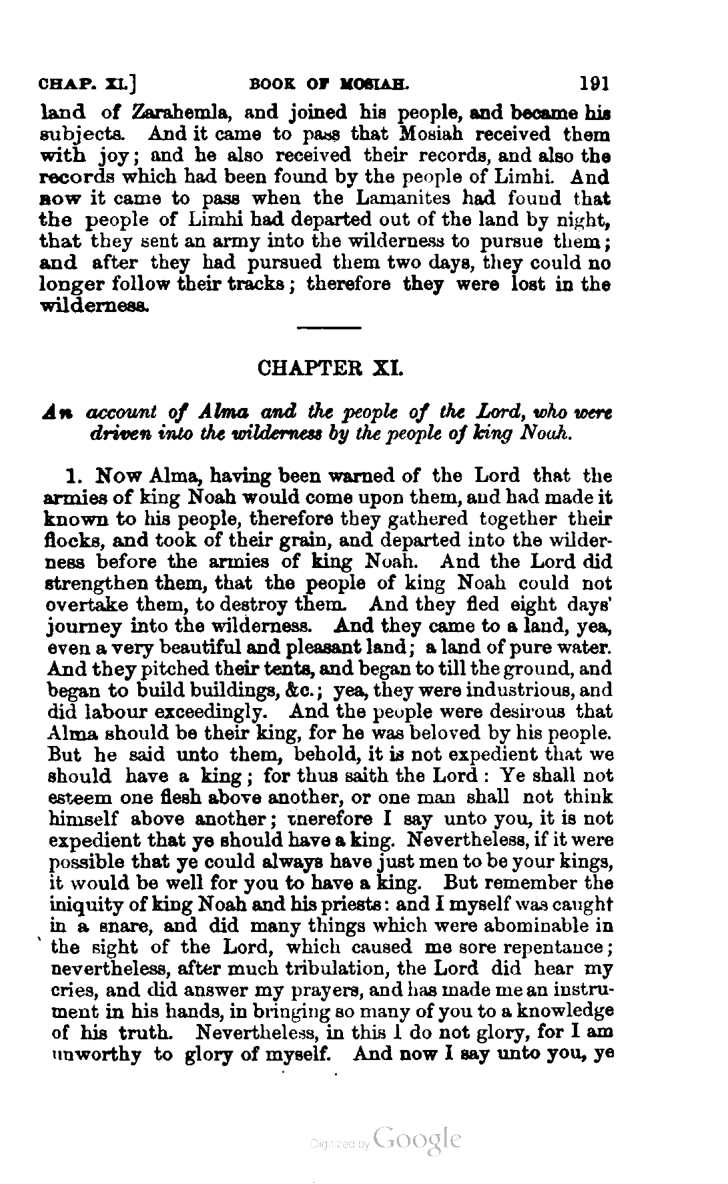 CHAP. XI.] BOOK OF MOSIAH. 191
land of Zarahemla, and joined his people, and became his
subjects. And it came to pass that Mosiah received them
with joy; and he also received their records, and also the
records which had been found by the people of Limhi. And
now it came to pass when the Lamanites had found that
the people of Limhi had departed out of the land by night,
that they sent an army into the wilderness to pursue them;
and after they had pursued them two days, they could no
longer follow their tracks; therefore they were lost in the
wilderness.
CHAPTER XI.
An account of Alma and the people of the Lord, who were
driven into the wilderness by the people of king Noah.
1. Now Alma, having been warned of the Lord that the
armies of king Noah would come upon them, and had made it
known to his people, therefore they gathered together their
flocks, and took of their grain, and departed into the wilder-
ness before the armies of king Noah. And the Lord did
strengthen them, that the people of king Noah could not
overtake them, to destroy them. And they fled eight days'
journey into the wilderness. And they came to a land, yea,
even a very beautiful and pleasant land; a land of pure water.
And they pitched their tents, and began to till the ground, and
began to build buildings, &c.; yea, they were industrious, and
did labour exceedingly. And the people were desirous that
Alma should be their king, for he was beloved by his people.
But he said unto them, behold, it is not expedient that we
should have a king; for thus saith the Lord: Ye shall not
esteem one flesh above another, or one man shall not think
himself above another; therefore I say unto you, it is not
expedient that ye should have a king. Nevertheless, if it were
possible that ye could always have just men to be your kings,
it would be well for you to have a king. But remember the
iniquity of king Noah and his priests: and I myself was caught
in a snare, and did many things which were abominable in
the sight of the Lord, which caused me sore repentance;
nevertheless, after much tribulation, the Lord did hear my
cries, and did answer my prayers, and has made me an instru-
ment in his hands, in bringing so many of you to a knowledge
of his truth. Nevertheless, in this I do not glory, for I am
unworthy to glory of myself. And now I say unto you, ye
Digitized by Google